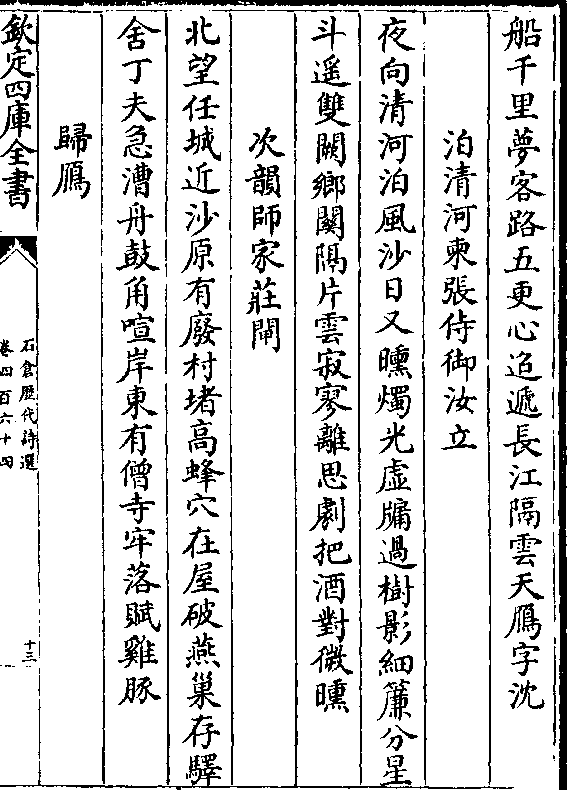 船千里夢客路五更心迢遞長江隔雲天鴈字沈
泊清河柬張侍御汝立
夜向清河泊風沙日又曛燭光虛牖過樹影細簾分星
斗遥雙闕鄉關隔片雲寂寥離思劇把酒對微曛
次韻師家莊閘
北望任城近沙原有廢村堵高蜂穴在屋破燕巢存驛
舍丁夫急漕舟鼓角喧岸東有僧寺牢落賦雞豚
歸鴈
欽定四庫全書
石倉歷代詩選
卷四百六十四
十三